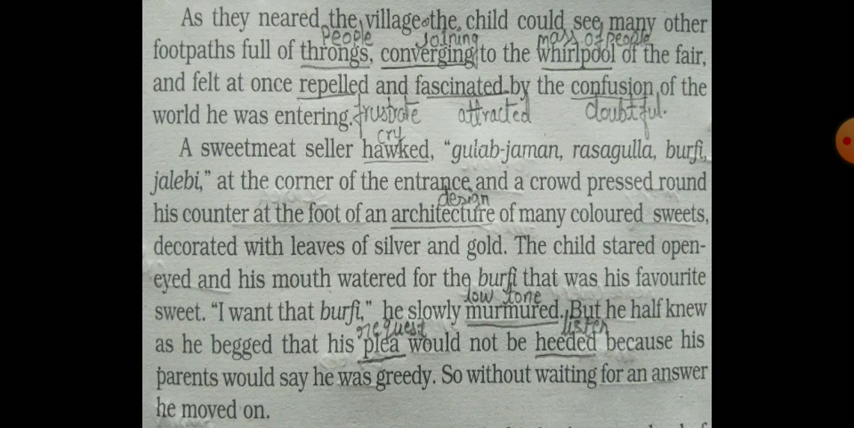 As they neared the village the child could see many other
People joining mass of people
footpaths full of throngs, converging to the whirlpool of the fair,
and felt at once repelled and fascinated by the confusion of the
world he was entering. frustrate attracted doubtful.
cry
A sweetmeat seller hawked, “gulab-jaman, rasagulla, burfi,
jalebi,” at the corner of the entrance and a crowd pressed round
design
his counter at the foot of an architecture of many coloured sweets,
decorated with leaves of silver and gold. The child stared open-
eyed and his mouth watered for the burfi that was his favourite
low tone
sweet. “I want that burfi,” he slowly murmured. But he half knew
request listen
as he begged that his plea would not be heeded because his
parents would say he was greedy. So without waiting for an answer
he moved on.